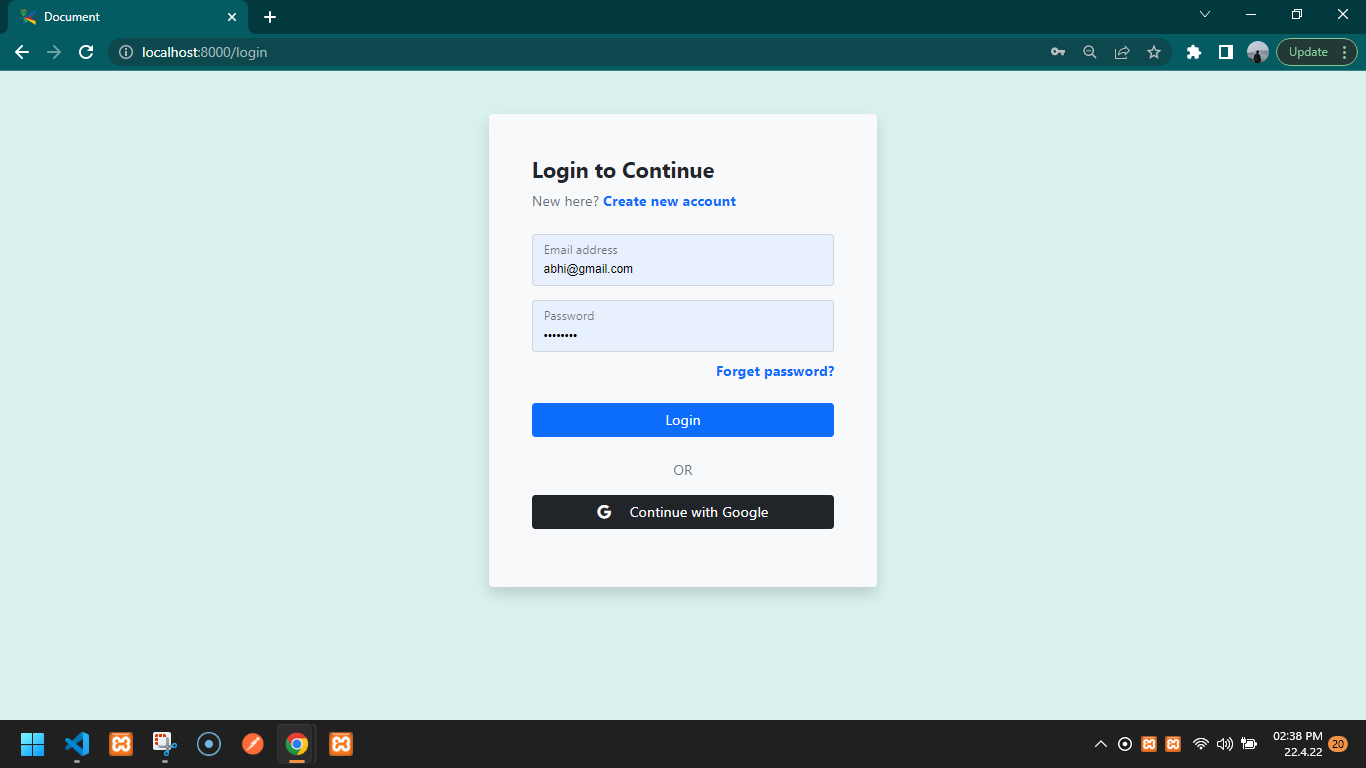 Document
localhost:8000/login
Update
Login to Continue
New here? Create new account
Email address
abhi@gmail.com
Password
••••••••
Forget password?
Login
OR
G Continue with Google
02:38 PM
22.4.22
20